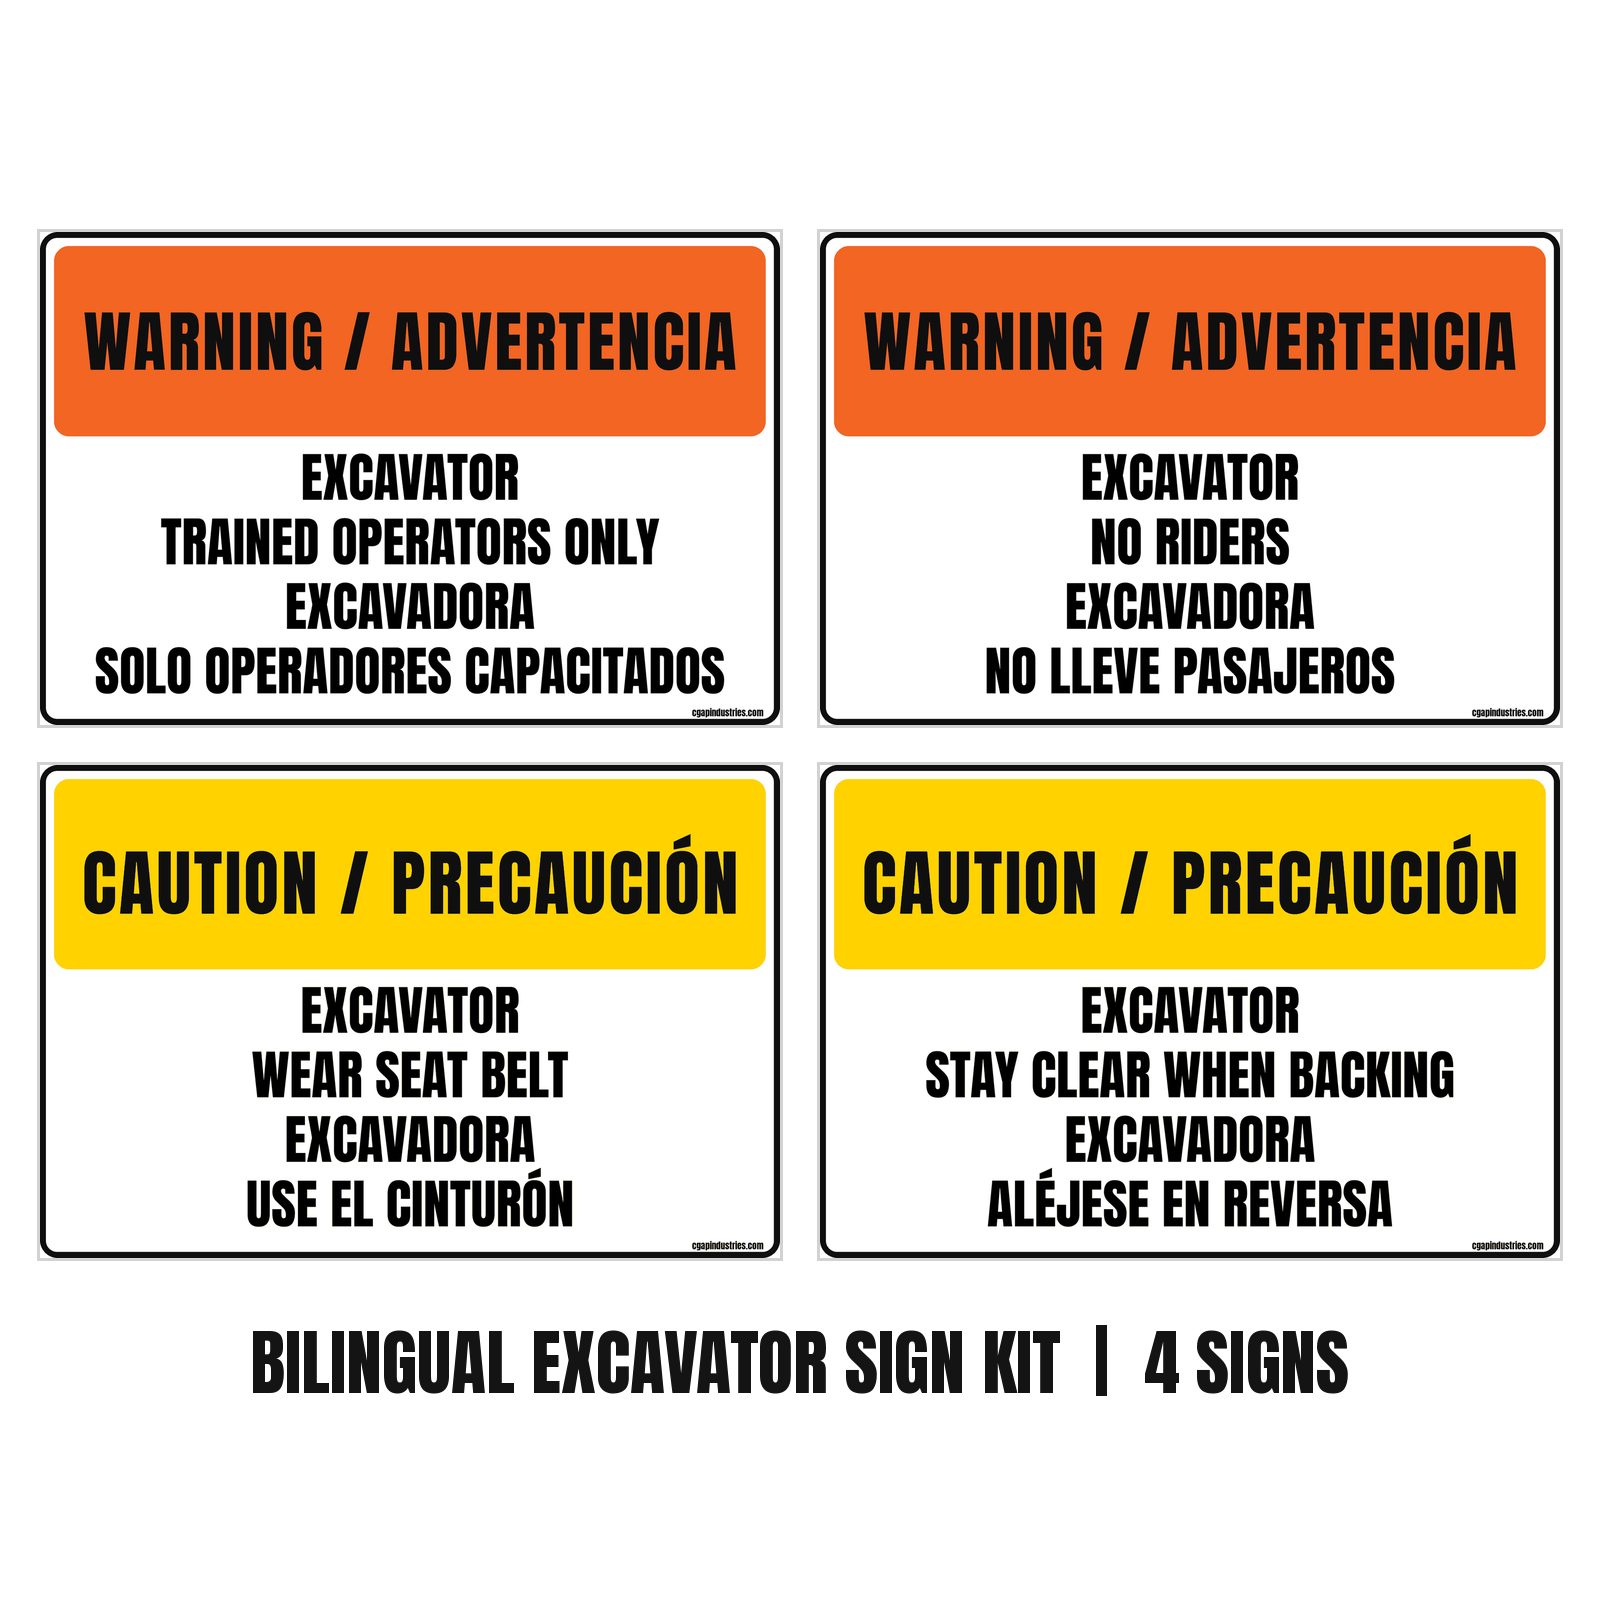 WARNING / ADVERTENCIA
EXCAVATOR
TRAINED OPERATORS ONLY
EXCAVADORA
SOLO OPERADORES CAPACITADOS
cgapindustries.com
WARNING / ADVERTENCIA
EXCAVATOR
NO RIDERS
EXCAVADORA
NO LLEVE PASAJEROS
cgapindustries.com
CAUTION / PRECAUCIÓN
EXCAVATOR
WEAR SEAT BELT
EXCAVADORA
USE EL CINTURÓN
cgapindustries.com
CAUTION / PRECAUCIÓN
EXCAVATOR
STAY CLEAR WHEN BACKING
EXCAVADORA
ALÉJESE EN REVERSA
cgapindustries.com
BILINGUAL EXCAVATOR SIGN KIT | 4 SIGNS